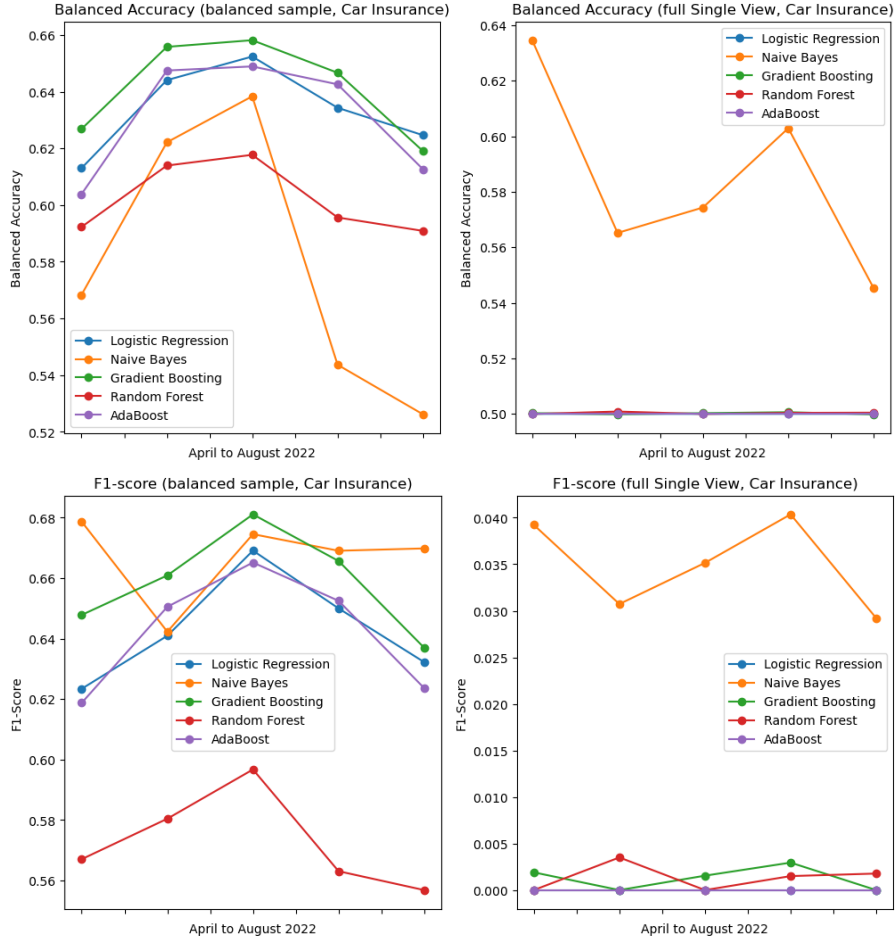 Balanced Accuracy (balanced sample, Car Insurance)
0.66
0.64
0.62
0.60
0.58
0.56
0.54
0.52
Balanced Accuracy
Logistic Regression
Naive Bayes
Gradient Boosting
Random Forest
AdaBoost
April to August 2022
Balanced Accuracy (full Single View, Car Insurance)
0.64
0.62
0.60
0.58
0.56
0.54
0.52
0.50
Balanced Accuracy
Logistic Regression
Naive Bayes
Gradient Boosting
Random Forest
AdaBoost
April to August 2022
F1-score (balanced sample, Car Insurance)
0.68
0.66
0.64
0.62
0.60
0.58
0.56
F1-Score
Logistic Regression
Naive Bayes
Gradient Boosting
Random Forest
AdaBoost
April to August 2022
F1-score (full Single View, Car Insurance)
0.040
0.035
0.030
0.025
0.020
0.015
0.010
0.005
0.000
F1-Score
Logistic Regression
Naive Bayes
Gradient Boosting
Random Forest
AdaBoost
April to August 2022